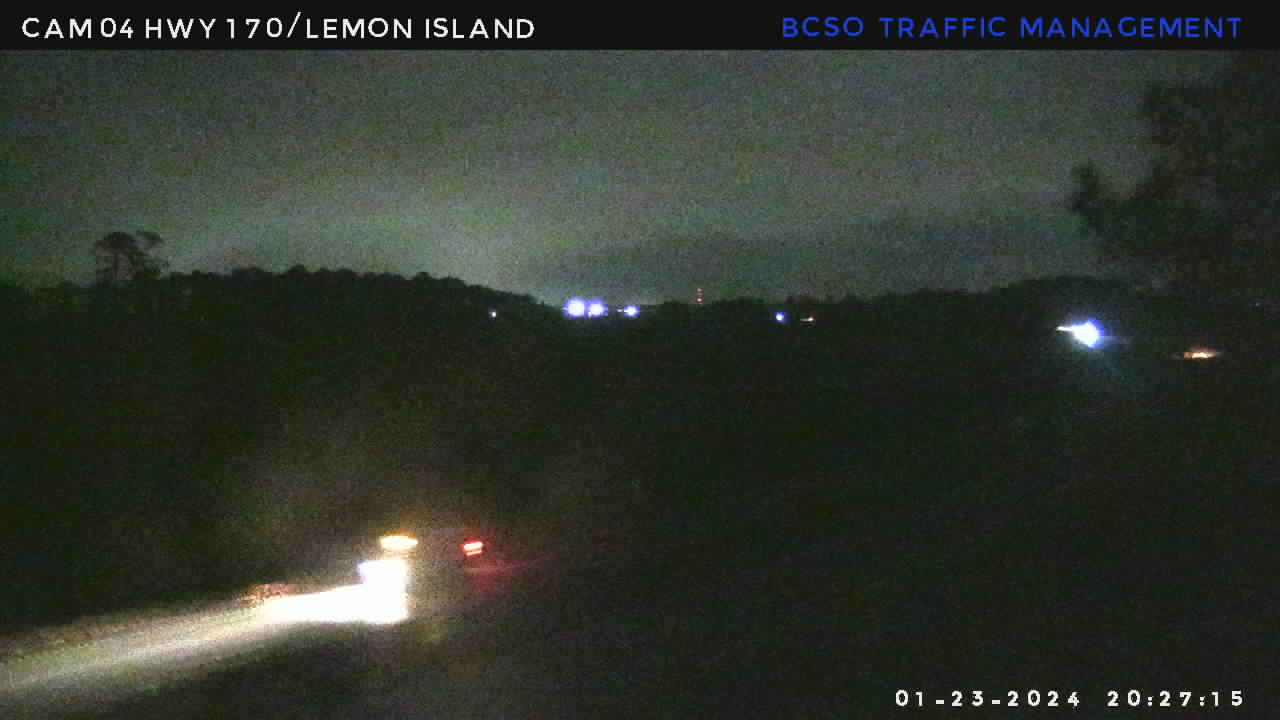 CAM04 HWY 170/LEMON ISLAND
BCSO TRAFFIC MANAGEMENT
01-23-2024 20:27:15